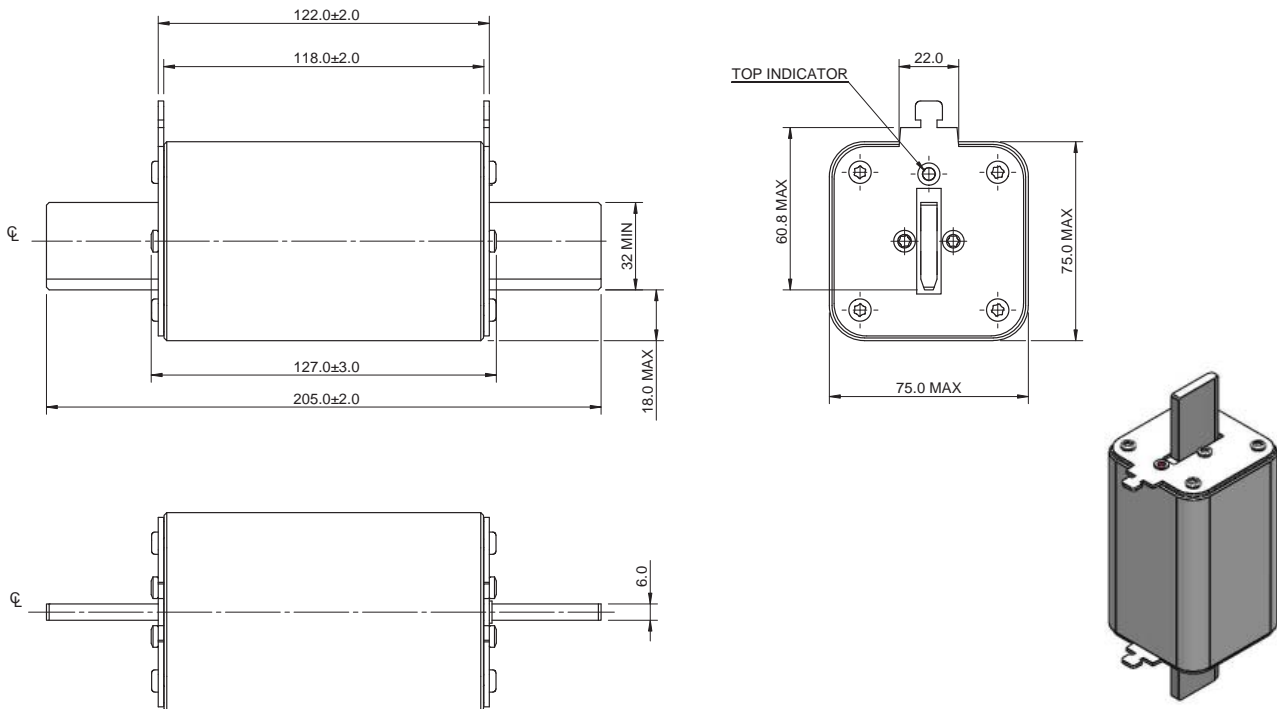 122.0±2.0
118.0±2.0
℄
32 MIN
18.0 MAX
127.0±3.0
205.0±2.0
TOP INDICATOR
22.0
60.8 MAX
75.0 MAX
75.0 MAX
℄
6.0